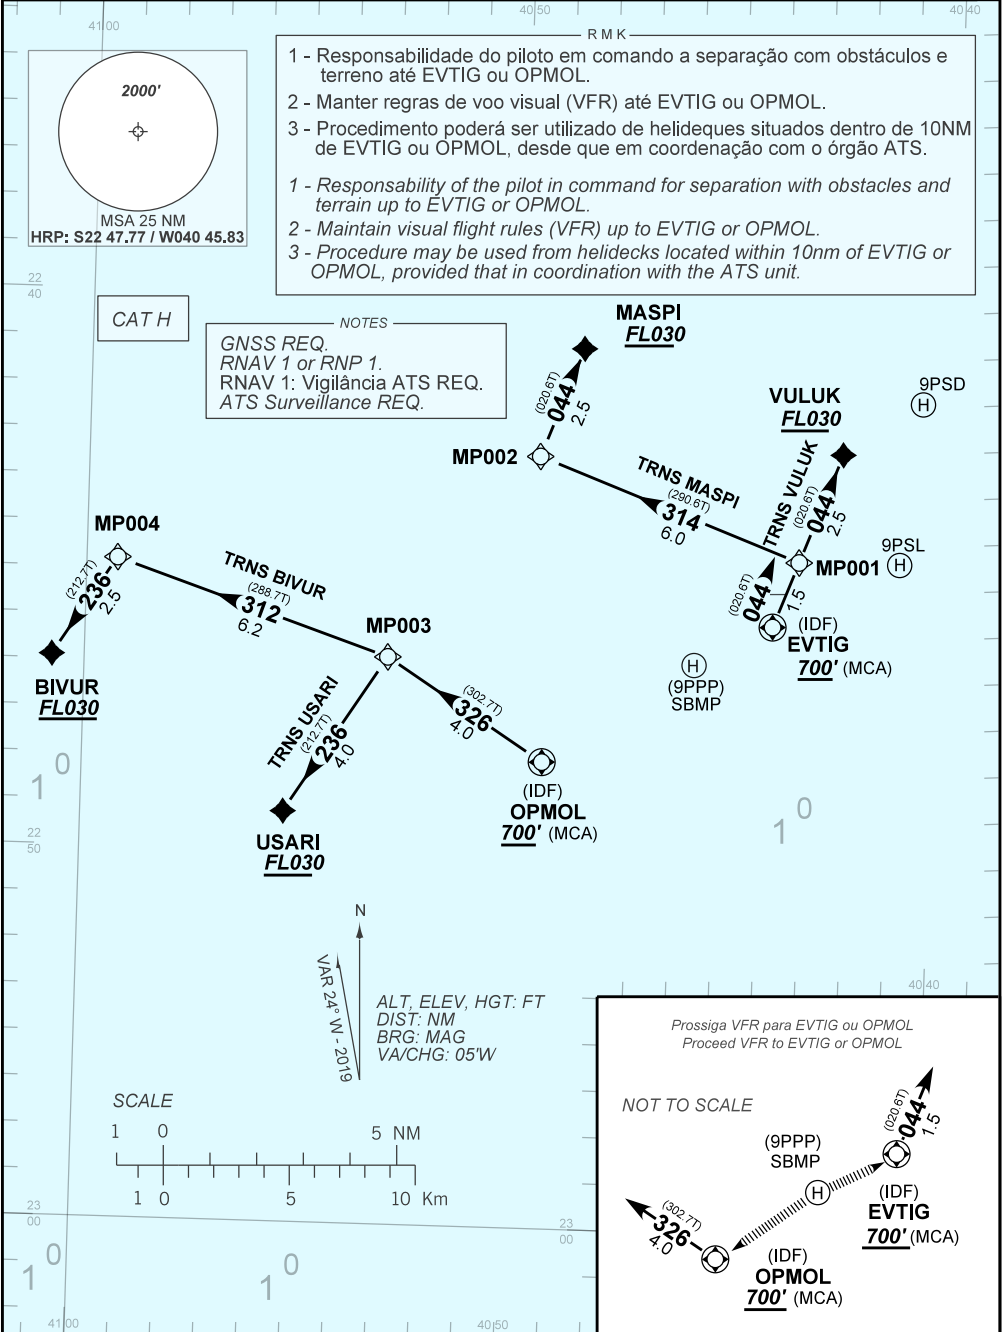 41 00
40 50
40 40
2000'
MSA 25 NM
HRP: S22 47.77 / W040 45.83
RMK
1 - Responsabilidade do piloto em comando a separação com obstáculos e
terreno até EVTIG ou OPMOL.
2 - Manter regras de voo visual (VFR) até EVTIG ou OPMOL.
3 - Procedimento poderá ser utilizado de helideques situados dentro de 10NM
de EVTIG ou OPMOL, desde que em coordenação com o órgão ATS.
1 - Responsability of the pilot in command for separation with obstacles and
terrain up to EVTIG or OPMOL.
2 - Maintain visual flight rules (VFR) up to EVTIG or OPMOL.
3 - Procedure may be used from helidecks located within 10nm of EVTIG or
OPMOL, provided that in coordination with the ATS unit.
22
40
CAT H
NOTES
GNSS REQ.
RNAV 1 or RNP 1.
RNAV 1: Vigilância ATS REQ.
ATS Surveillance REQ.
MASPI
FL030
(020.6T)
044
2.5
MP002
TRNS MASPI
(290.6T)
314
6.0
VULUK
FL030
TRNS VULUK
(020.6T)
044
2.5
9PSD
H
9PSL
H
MP001
(020.6T)
044
1.5
(IDF)
EVTIG
700' (MCA)
H
(9PPP)
SBMP
MP004
(212.7T)
236
2.5
BIVUR
FL030
TRNS BIVUR
(288.7T)
312
6.2
MP003
(302.7T)
326
4.0
TRNS USARI
(212.7T)
236
4.0
(IDF)
OPMOL
700' (MCA)
USARI
FL030
1 0
1 0
22
50
N
VAR 24° W - 2019
ALT, ELEV, HGT: FT
DIST: NM
BRG: MAG
VA/CHG: 05'W
SCALE
1 0 5 NM
1 0 5 10 Km
23
00
23
00
1 0
1 0
41 00
40 50
40 40
Prossiga VFR para EVTIG ou OPMOL
Proceed VFR to EVTIG or OPMOL
NOT TO SCALE
(020.6T)
044
1.5
(9PPP)
SBMP
H
(IDF)
EVTIG
700' (MCA)
(302.7T)
326
4.0
(IDF)
OPMOL
700' (MCA)